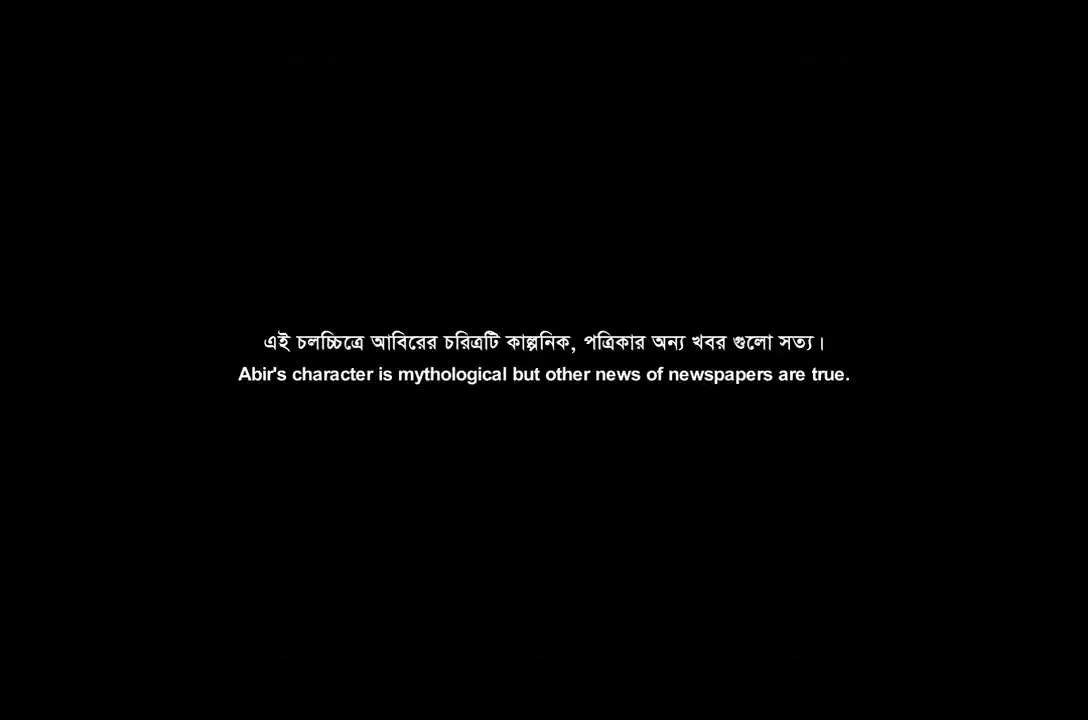 এই চলচ্চিত্রে আবিরের চরিত্রটি কাল্পনিক, পত্রিকার অন্য খবর গুলো সত্য।
Abir's character is mythological but other news of newspapers are true.